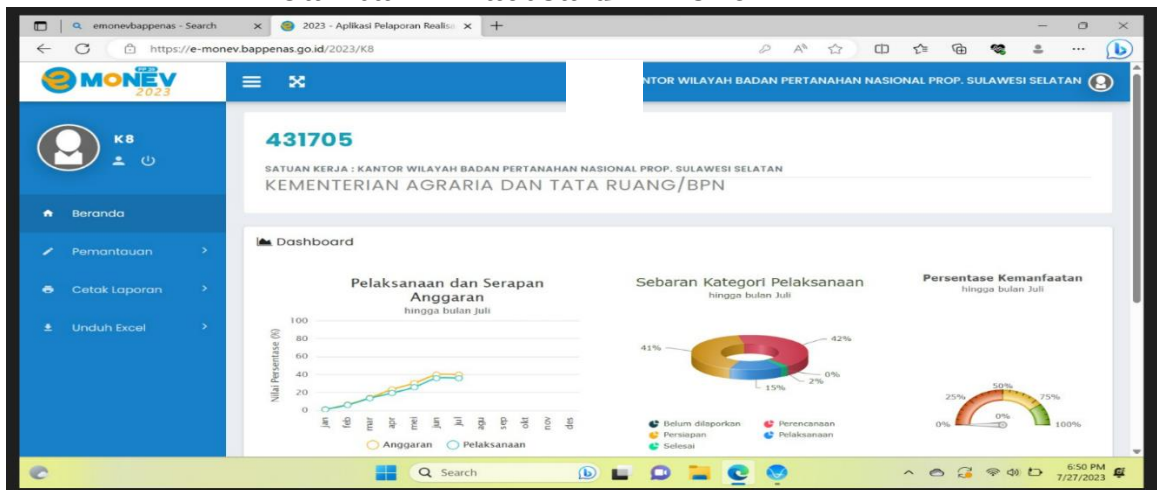 emonevbappenas - Search
2023 - Aplikasi Pelaporan Realisa
https://e-monev.bappenas.go.id/2023/K8
e MONEV
2023
NTOR WILAYAH BADAN PERTANAHAN NASIONAL PROP. SULAWESI SELATAN
K8
431705
SATUAN KERJA : KANTOR WILAYAH BADAN PERTANAHAN NASIONAL PROP. SULAWESI SELATAN
KEMENTERIAN AGRARIA DAN TATA RUANG/BPN
Beranda
Pemantauan
Cetak Laporan
Unduh Excel
Dashboard
Pelaksanaan dan Serapan
Anggaran
hingga bulan Juli
Nilai Persentase (%)
100
80
60
40
20
0
jan feb mar apr mei jun jul agu sep okt nov des
Anggaran Pelaksanaan
Sebaran Kategori Pelaksanaan
hingga bulan Juli
41%
42%
0%
2%
15%
Belum dilaporkan Perencanaan
Persiapan Pelaksanaan
Selesai
Persentase Kemanfaatan
hingga bulan Juli
50%
25% 75%
0% 0% 100%
Search
6:50 PM
7/27/2023